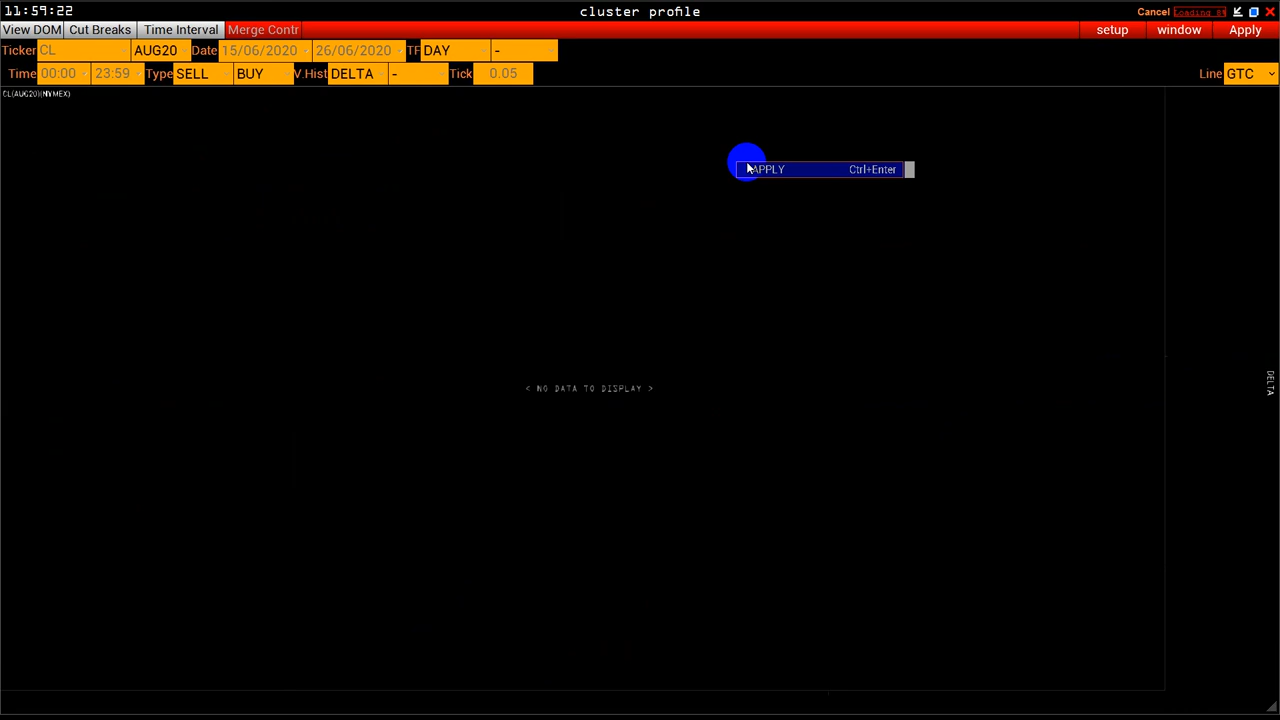 11:59:22 cluster profile Cancel Loading 89
View DOM Cut Breaks Time Interval Merge Contr setup window Apply
Ticker CL AUG20 Date 15/06/2020 - 26/06/2020 TF DAY -
Time 00:00 23:59 Type SELL BUY V.Hist DELTA - Tick 0.05 Line GTC
CL(AUG20)(NYMEX)
APPLY Ctrl+Enter
DELTA
< NO DATA TO DISPLAY >